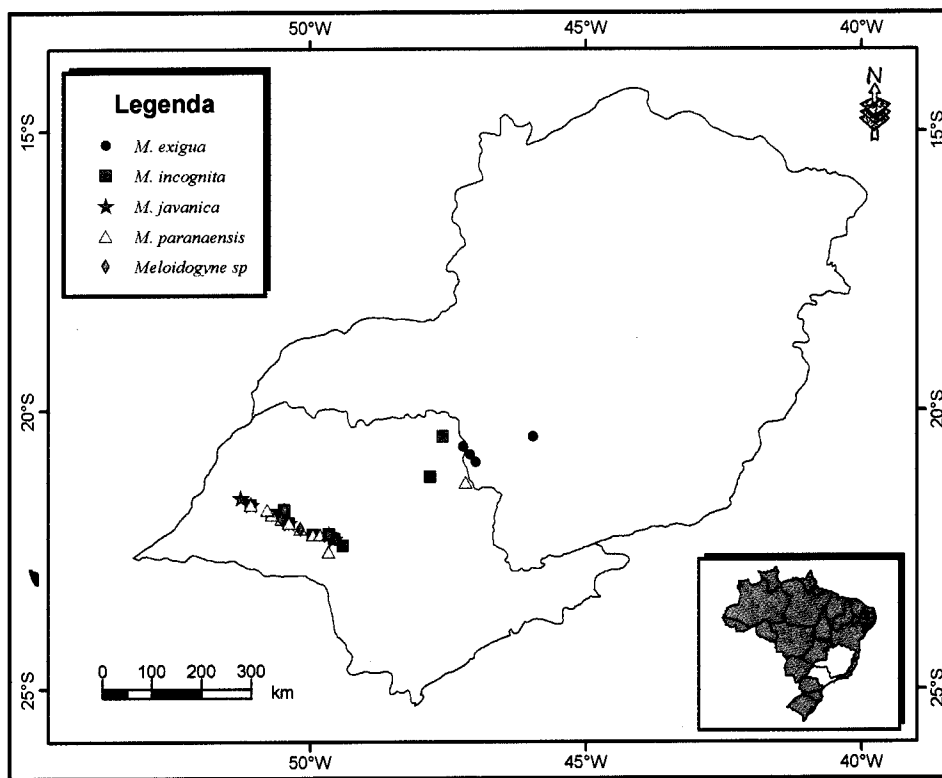 50°W 45°W 40°W
N
Legenda
M. exigua
M. incognita
M. javanica
M. paranaensis
Meloidogyne sp
15°S 15°S
20°S 20°S
25°S 25°S
0 50 100 200 300
km
50°W 45°W 40°W